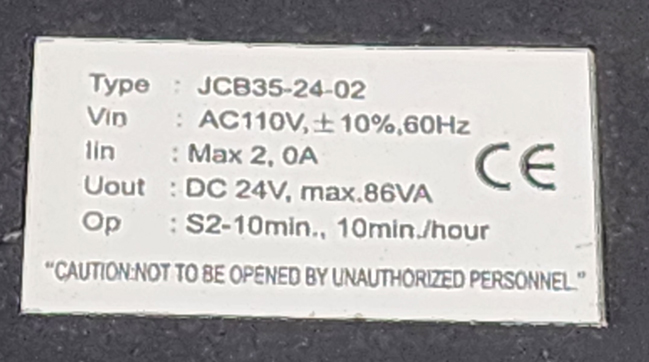 Type : JCB35-24-02
Vin : AC110V,± 10%,60Hz
Iin : Max 2, 0A
Uout : DC 24V, max.86VA
Op : S2-10min., 10min./hour
CE
"CAUTION:NOT TO BE OPENED BY UNAUTHORIZED PERSONNEL."